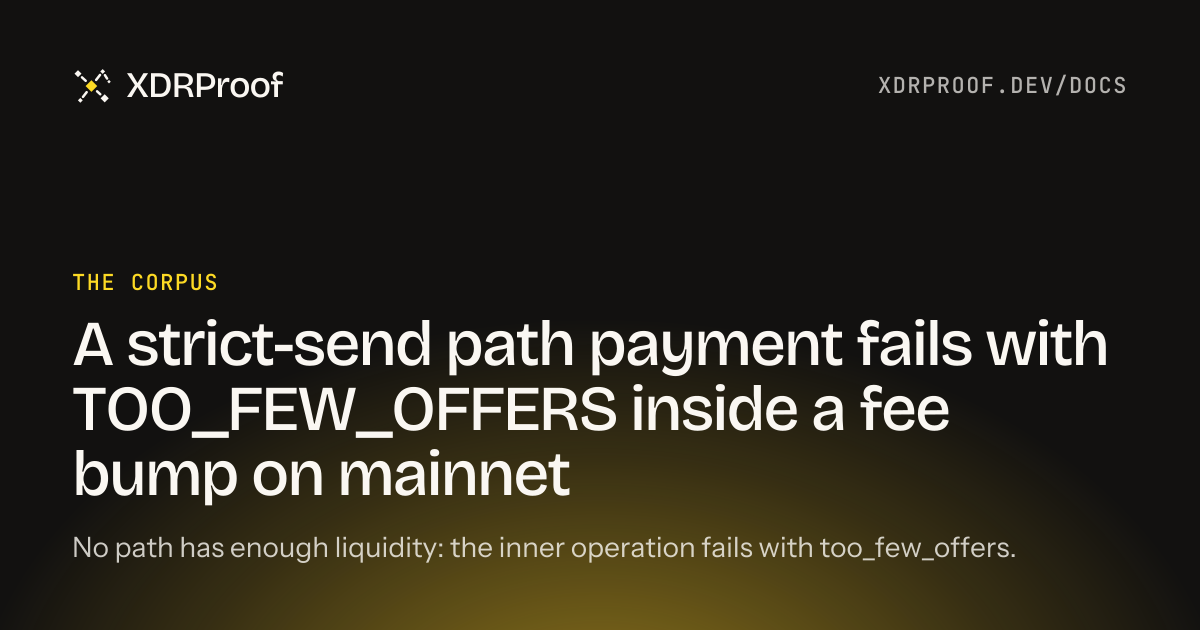 XDRProof
XDRPROOF.DEV/DOCS
THE CORPUS
A strict-send path payment fails with
TOO_FEW_OFFERS inside a fee
bump on mainnet
No path has enough liquidity: the inner operation fails with too_few_offers.